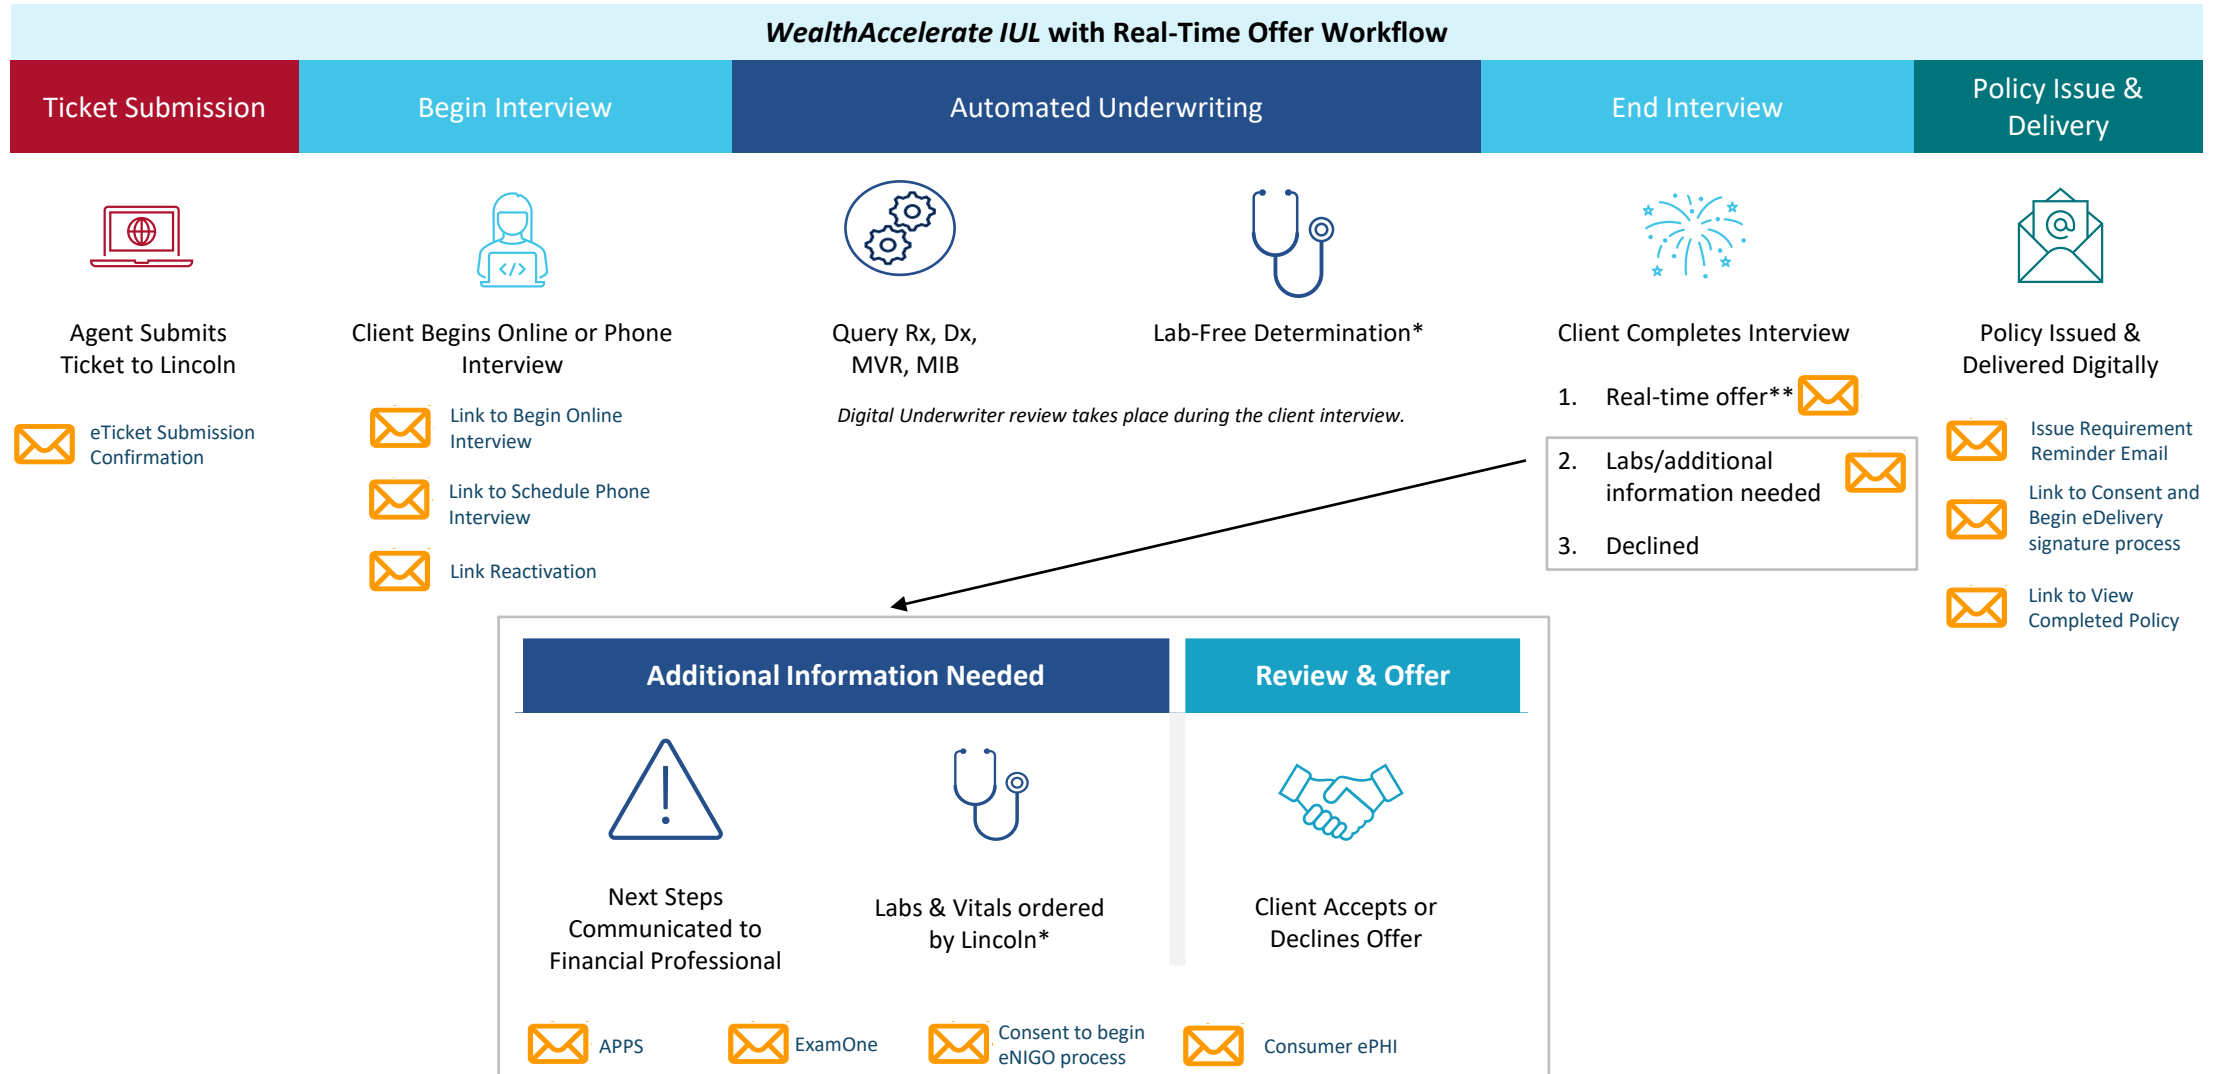 WealthAccelerate IUL with Real-Time Offer Workflow
Ticket Submission
Begin Interview
Automated Underwriting
End Interview
Policy Issue &
Delivery
Agent Submits
Ticket to Lincoln
eTicket Submission
Confirmation
Client Begins Online or Phone
Interview
Link to Begin Online
Interview
Link to Schedule Phone
Interview
Link Reactivation
</>
Query Rx, Dx,
MVR, MIB
Lab-Free Determination*
Digital Underwriter review takes place during the client interview.
Client Completes Interview
1. Real-time offer**
2. Labs/additional
information needed
3. Declined
@
Policy Issued &
Delivered Digitally
Issue Requirement
Reminder Email
Link to Consent and
Begin eDelivery
signature process
Link to View
Completed Policy
Additional Information Needed
Review & Offer
Next Steps
Communicated to
Financial Professional
Labs & Vitals ordered
by Lincoln*
Client Accepts or
Declines Offer
APPS
ExamOne
Consent to begin
eNIGO process
Consumer ePHI